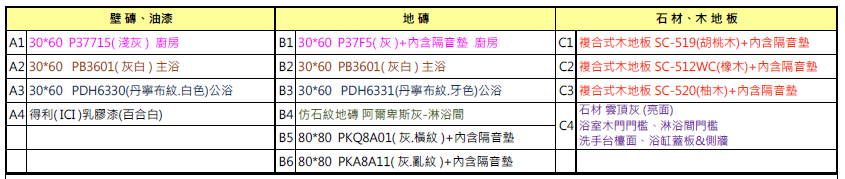 壁 磚、油漆 地 磚 石 材、木 地 板
A1 30*60 P37715( 淺灰 ) 廚房 B1 30*60 P37F5( 灰 )+內含隔音墊 廚房 C1 複合式木地板 SC-519(胡桃木)+內含隔音墊
A2 30*60 PB3601( 灰白 ) 主浴 B2 30*60 PB3601( 灰白 ) 主浴 C2 複合式木地板 SC-512WC(橡木)+內含隔音墊
A3 30*60 PDH6330(丹寧布紋.白色)公浴 B3 30*60 PDH6331(丹寧布紋.牙色)公浴 C3 複合式木地板 SC-520(柚木)+內含隔音墊
A4 得利( ICI )乳膠漆(百合白) B4 仿石紋地磚 阿爾卑斯灰-淋浴間 C4 石材 雲頂灰 (亮面)
浴室木門門檻、淋浴間門檻
洗手台檯面、浴缸蓋板&側牆
B5 80*80 PKQ8A01( 灰.橫紋 )+內含隔音墊
B6 80*80 PKA8A11( 灰.亂紋 )+內含隔音墊